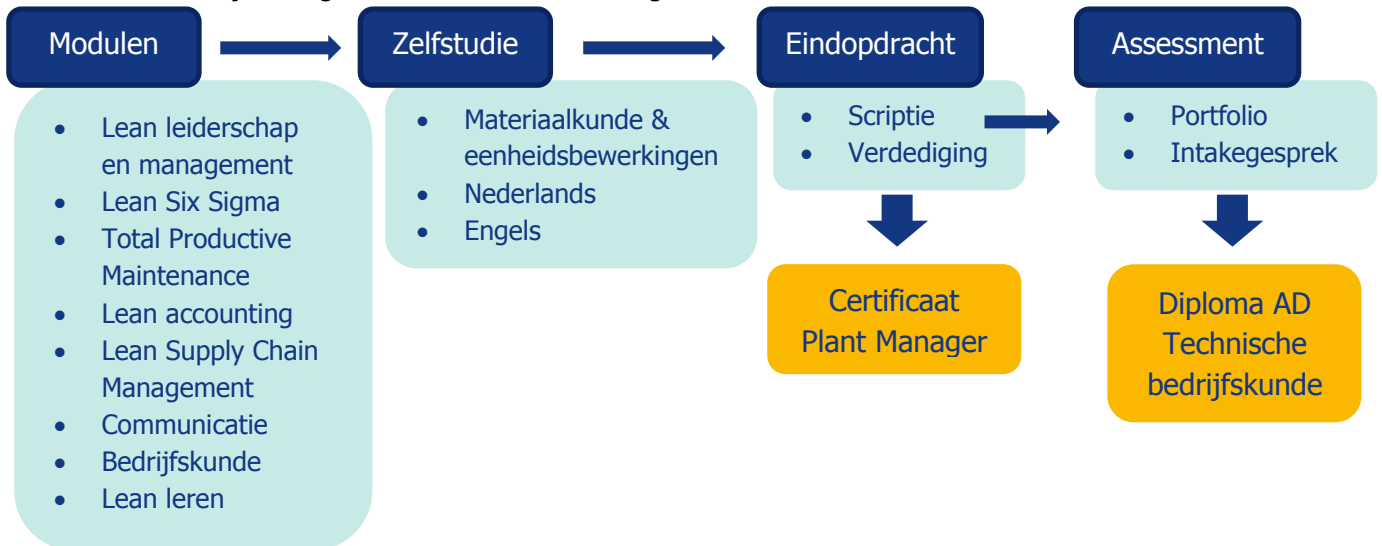 Modulen
Lean leiderschap
en management
Lean Six Sigma
Total Productive
Maintenance
Lean accounting
Lean Supply Chain
Management
Communicatie
Bedrijfskunde
Lean leren
Zelfstudie
Materiaalkunde &
eenheidsbewerkingen
Nederlands
Engels
Eindopdracht
Scriptie
Verdediging
Certificaat
Plant Manager
Assessment
Portfolio
Intakegesprek
Diploma AD
Technische
bedrijfskunde